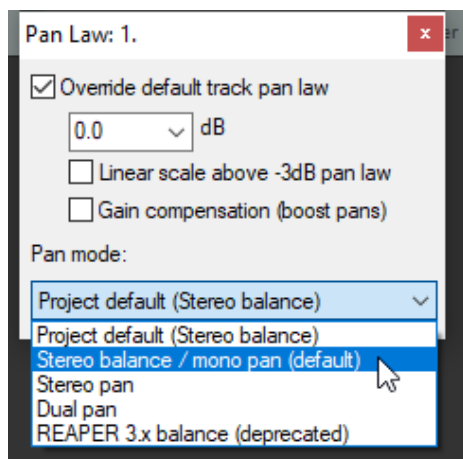 Pan Law: 1.
x
er
Override default track pan law
0.0 dB
Linear scale above -3dB pan law
Gain compensation (boost pans)
Pan mode:
Project default (Stereo balance)
Project default (Stereo balance)
Stereo balance / mono pan (default)
Stereo pan
Dual pan
REAPER 3.x balance (deprecated)